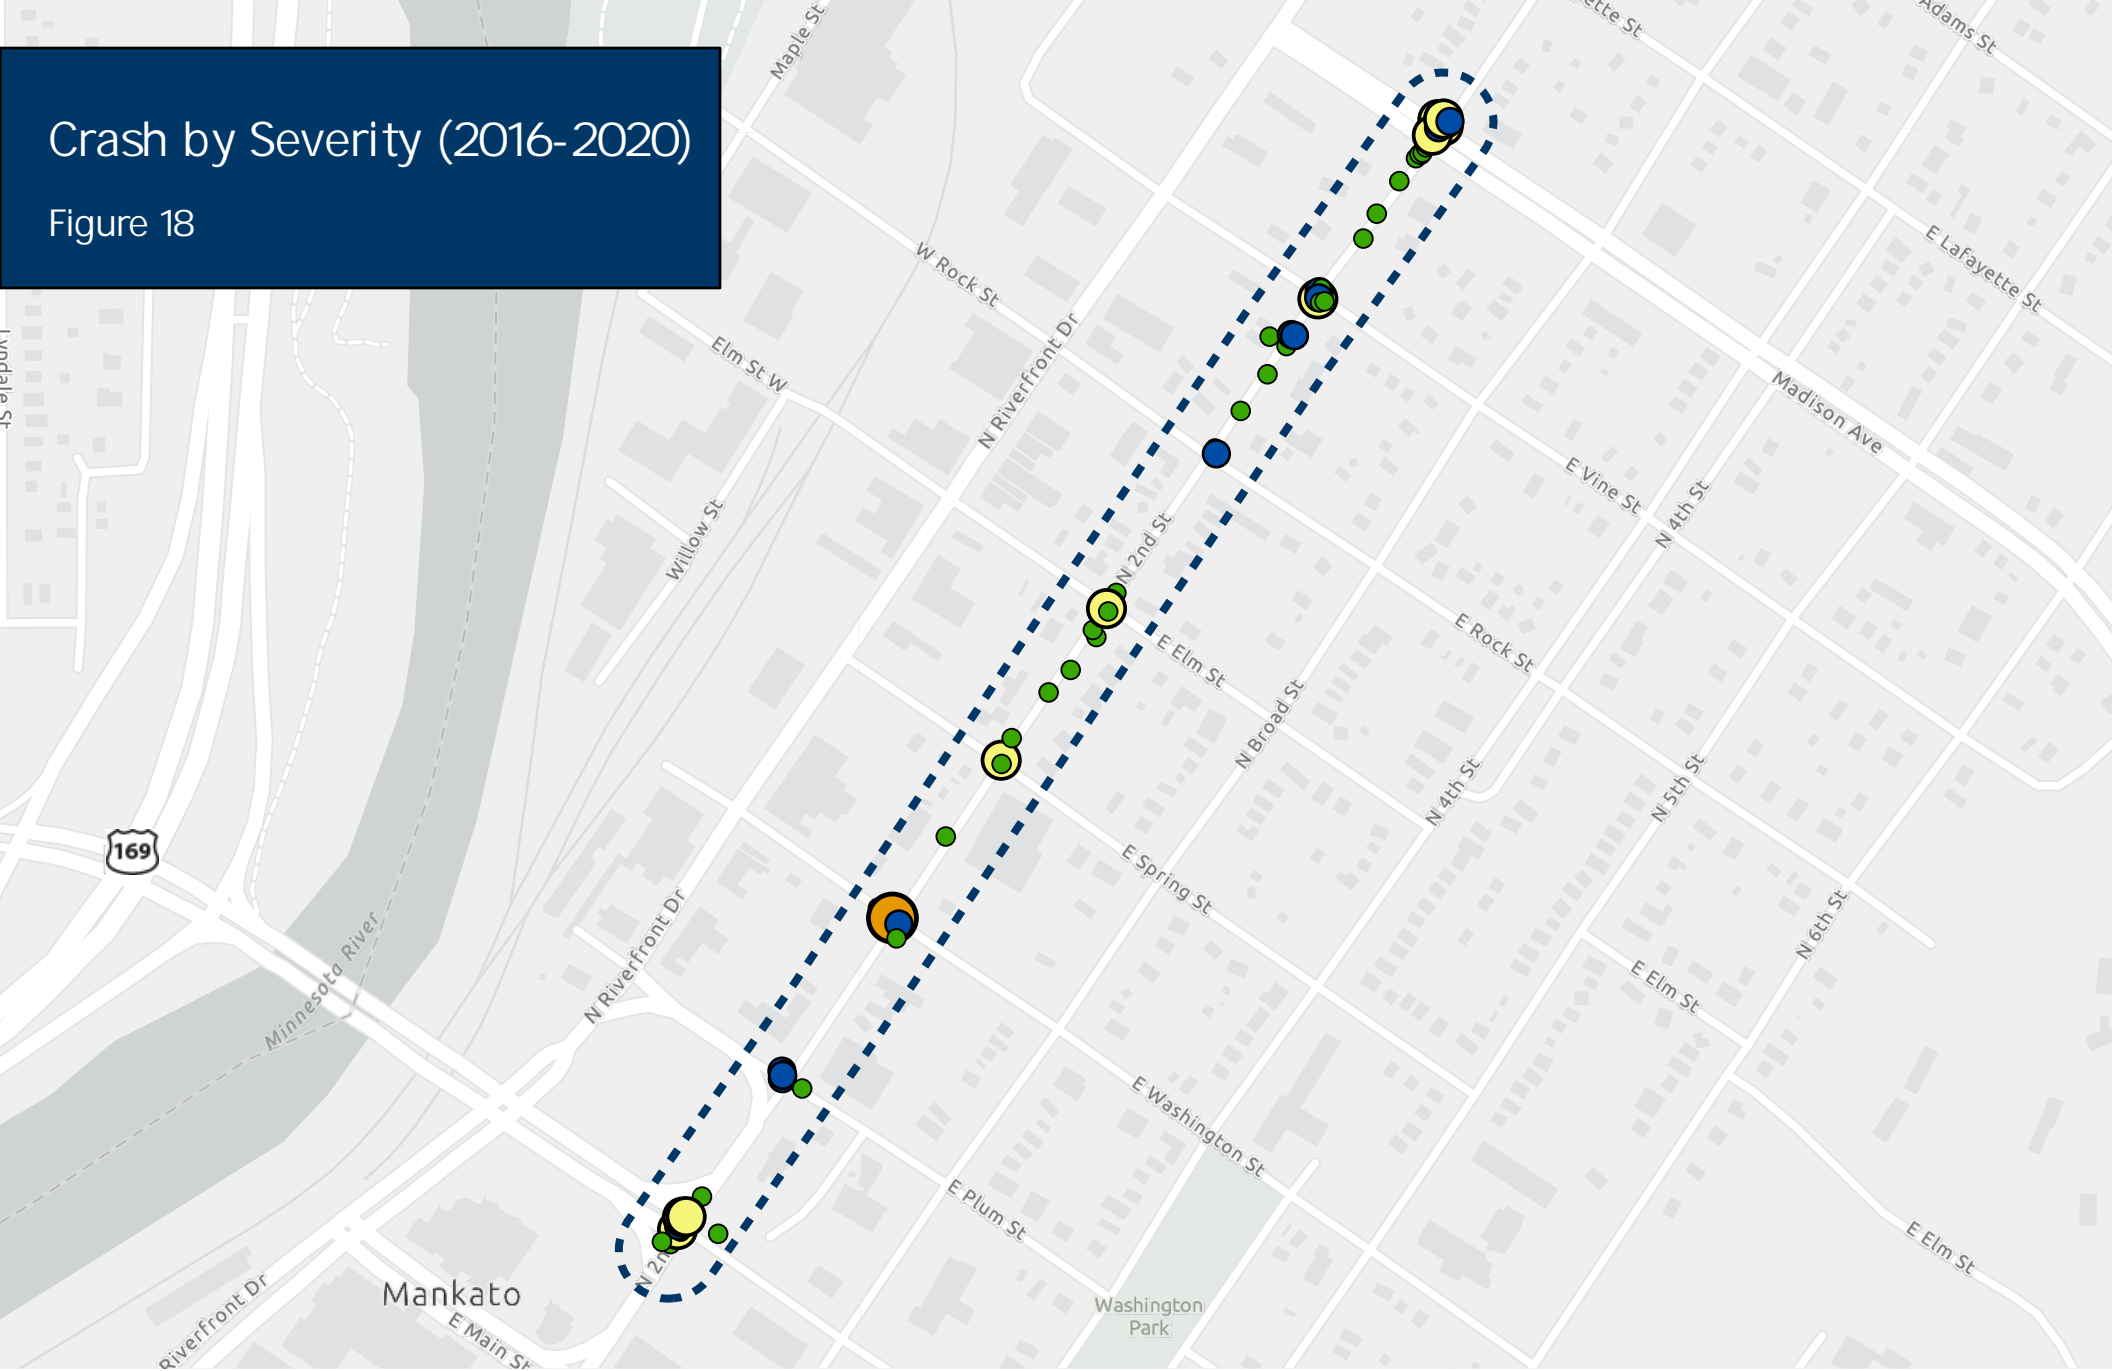 Crash by Severity (2016-2020)
Figure 18
Maple St
Adams St
W Rock St
E Lafayette St
Elm St W
N Riverfront Dr
Madison Ave
E Vine St
N 4th St
Willow St
N 2nd St
E Rock St
E Elm St
N Broad St
N 4th St
N 5th St
169
E Spring St
N Riverfront Dr
N 6th St
Minnesota River
E Elm St
E Washington St
E Plum St
E Elm St
Mankato
Riverfront Dr
E Main St
Washington
Park